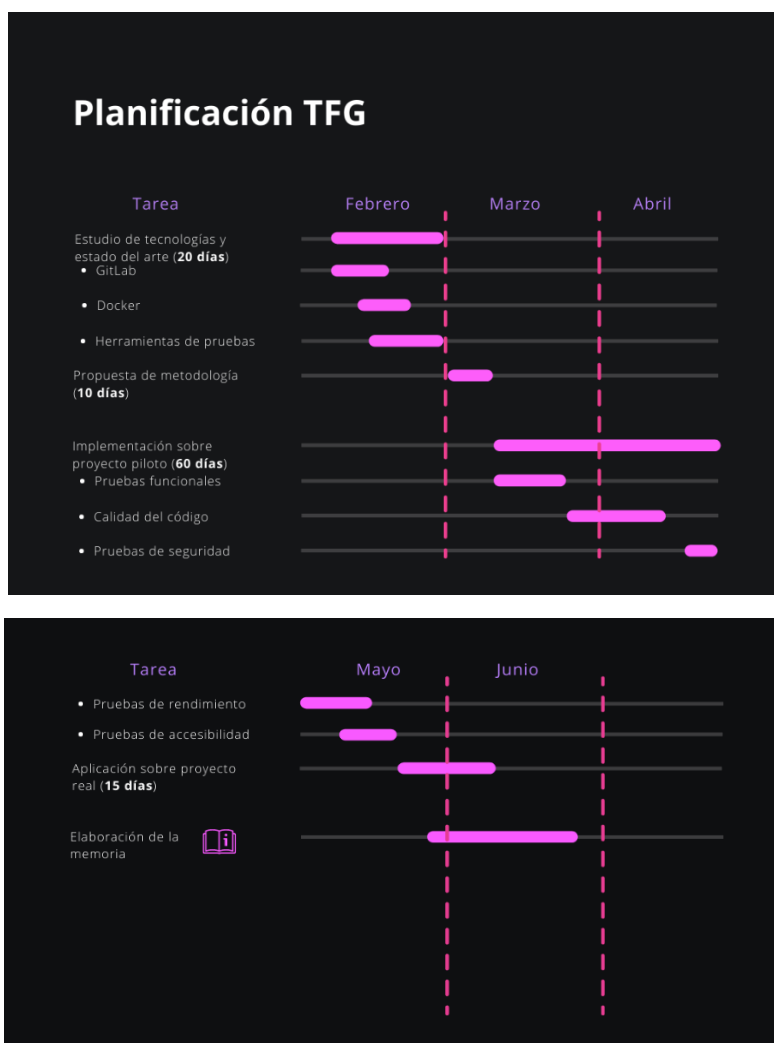 Planificación TFG
Tarea
Febrero
Marzo
Abril
Estudio de tecnologías y
estado del arte (20 días)
• GitLab
• Docker
• Herramientas de pruebas
Propuesta de metodología
(10 días)
Implementación sobre
proyecto piloto (60 días)
• Pruebas funcionales
• Calidad del código
• Pruebas de seguridad
Tarea
Mayo
Junio
• Pruebas de rendimiento
• Pruebas de accesibilidad
Aplicación sobre proyecto
real (15 días)
Elaboración de la
memoria